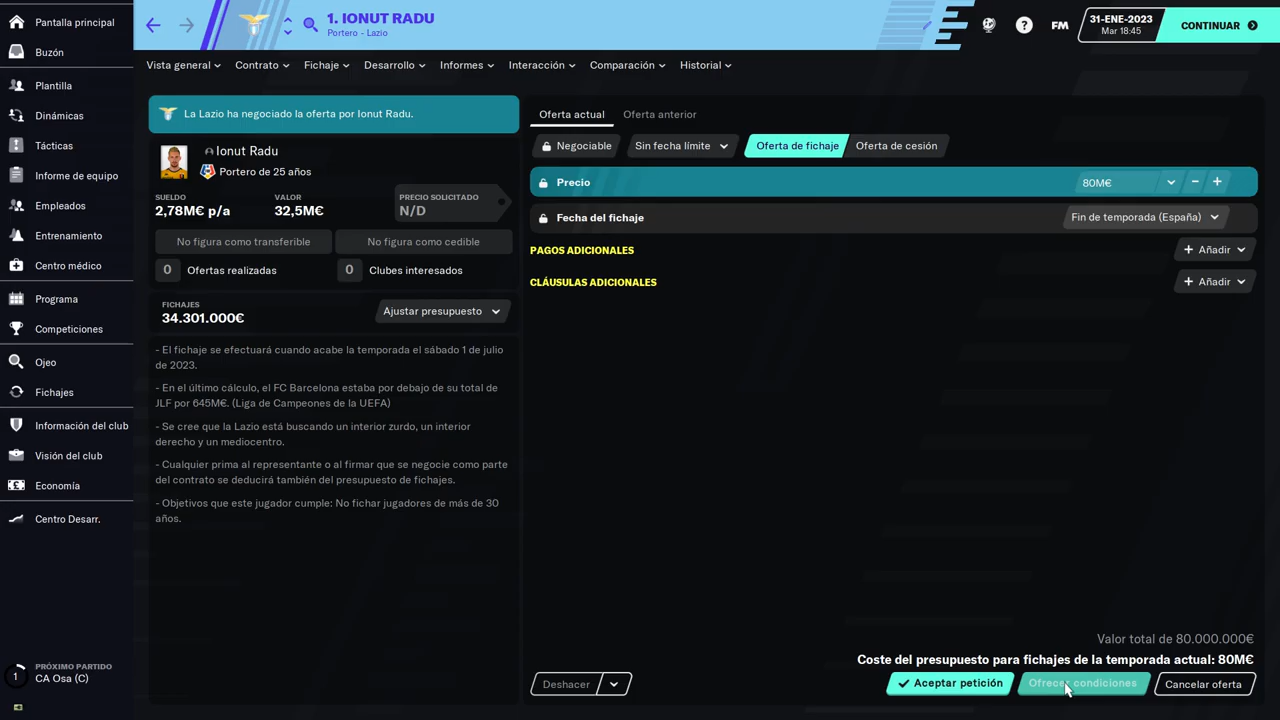 Pantalla principal
Buzón
Plantilla
Dinámicas
Tácticas
Informe de equipo
Empleados
Entrenamiento
Centro médico
Programa
Competiciones
Ojeo
Fichajes
Información del club
Visión del club
Economía
Centro Desarr.
1
PRÓXIMO PARTIDO
CA Osa (C)
1. IONUT RADU
Portero - Lazio
?
FM
31-ENE-2023
Mar 18:45
CONTINUAR
Vista general
Contrato
Fichaje
Desarrollo
Informes
Interacción
Comparación
Historial
La Lazio ha negociado la oferta por Ionut Radu.
Ionut Radu
Portero de 25 años
SUELDO
2,78M€ p/a
VALOR
32,5M€
PRECIO SOLICITADO
N/D
No figura como transferible
No figura como cedible
0 Ofertas realizadas
0 Clubes interesados
FICHAJES
34.301.000€
Ajustar presupuesto
- El fichaje se efectuará cuando acabe la temporada el sábado 1 de julio
de 2023.
- En el último cálculo, el FC Barcelona estaba por debajo de su total de
JLF por 645M€. (Liga de Campeones de la UEFA)
- Se cree que la Lazio está buscando un interior zurdo, un interior
derecho y un mediocentro.
- Cualquier prima al representante o al firmar que se negocie como parte
del contrato se deducirá también del presupuesto de fichajes.
- Objetivos que este jugador cumple: No fichar jugadores de más de 30
años.
Oferta actual
Oferta anterior
Negociable
Sin fecha límite
Oferta de fichaje
Oferta de cesión
Precio
80M€
- +
Fecha del fichaje
Fin de temporada (España)
PAGOS ADICIONALES
+ Añadir
CLÁUSULAS ADICIONALES
+ Añadir
Valor total de 80.000.000€
Coste del presupuesto para fichajes de la temporada actual: 80M€
Deshacer
Aceptar petición
Ofrecer condiciones
Cancelar oferta